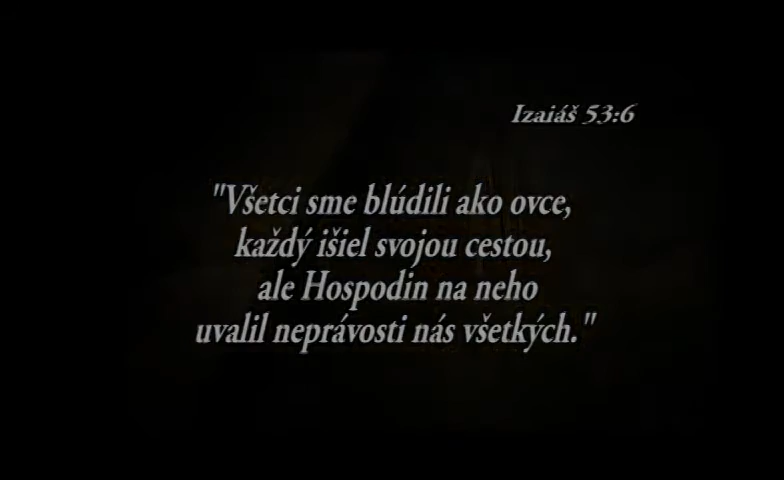 Izaiáš 53:6
"Všetci sme blúdili ako ovce,
každý išiel svojou cestou,
ale Hospodin na neho
uvalil neprávosti nás všetkých."